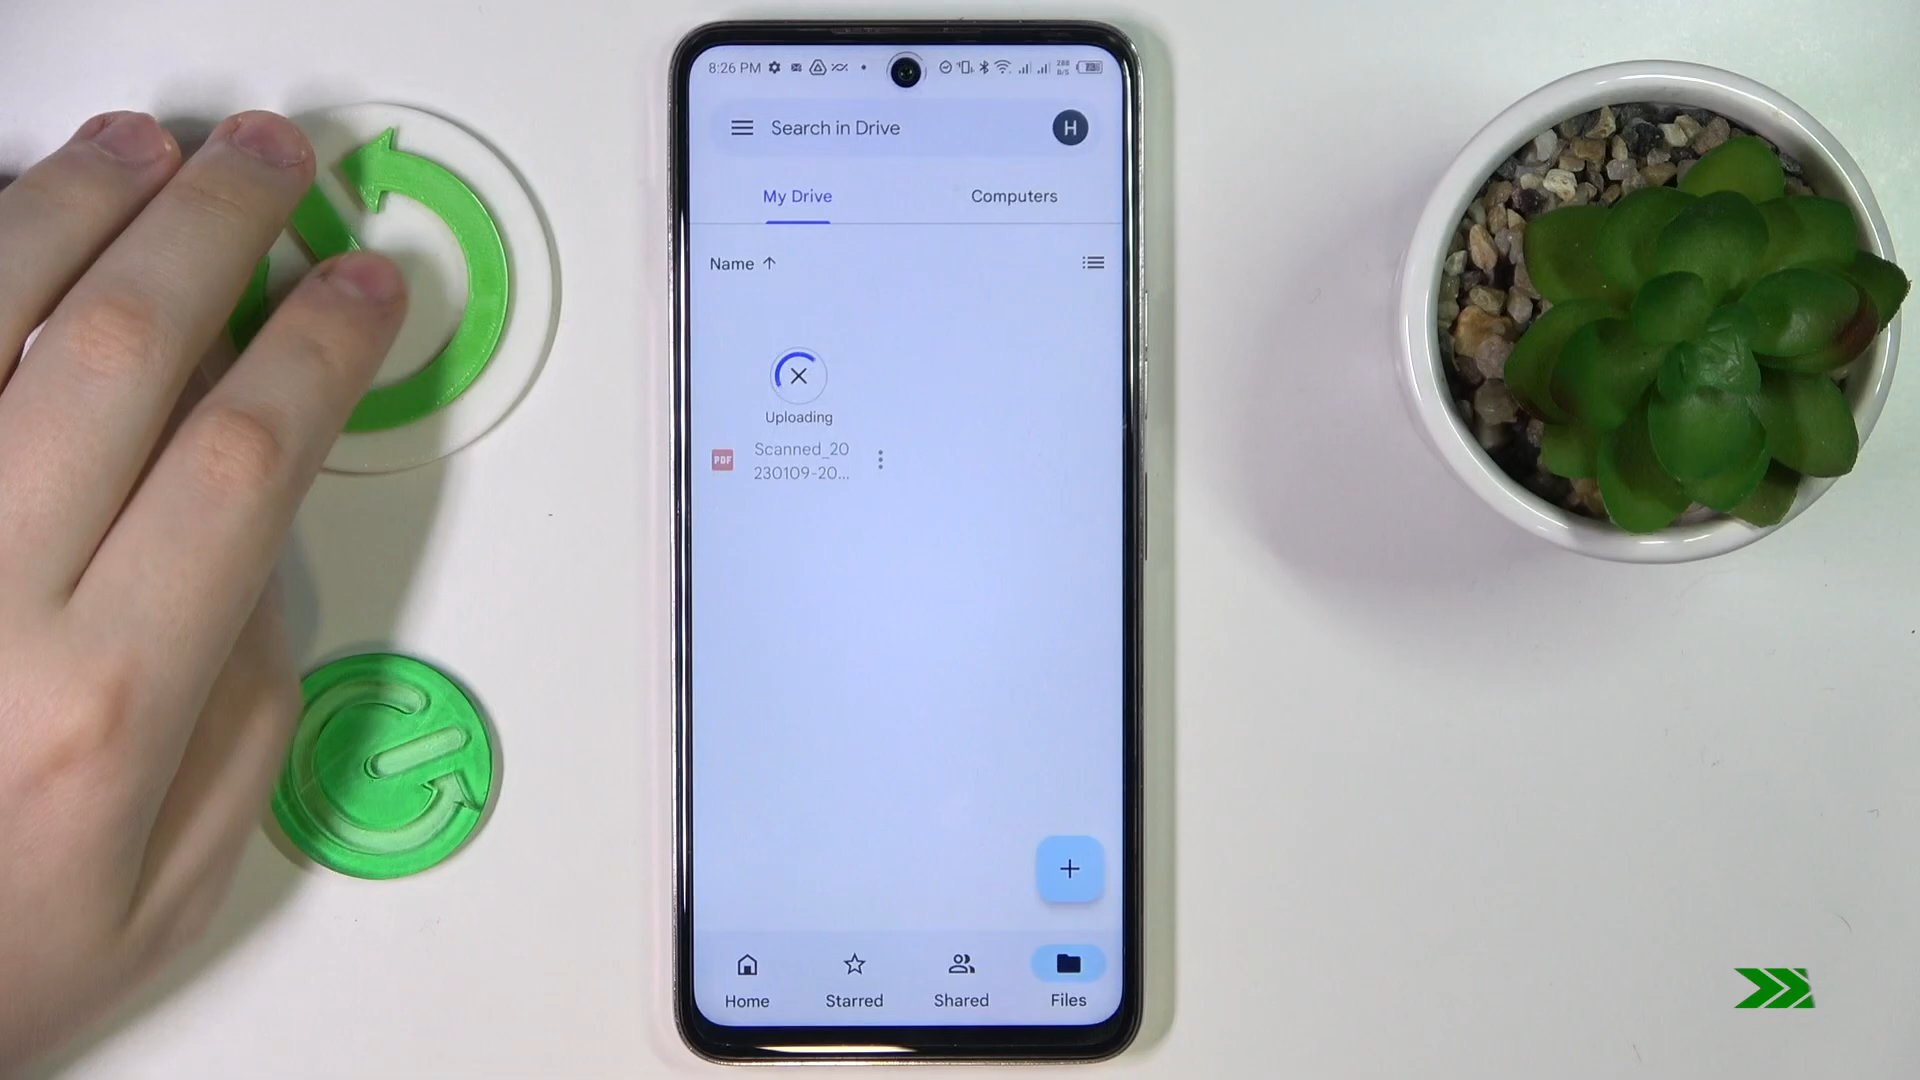 8:26 PM
288
B/S
Search in Drive
H
My Drive
Computers
Name
Uploading
PDF
Scanned_20
230109-20...
Home
Starred
Shared
Files